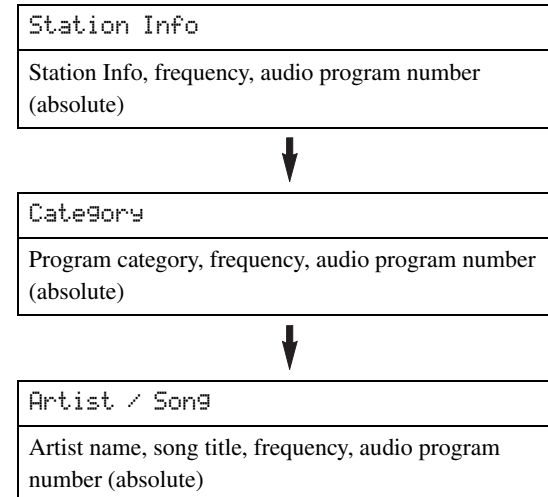 Station Info
Station Info, frequency, audio program number
(absolute)
Category
Program category, frequency, audio program number
(absolute)
Artist / Song
Artist name, song title, frequency, audio program
number (absolute)